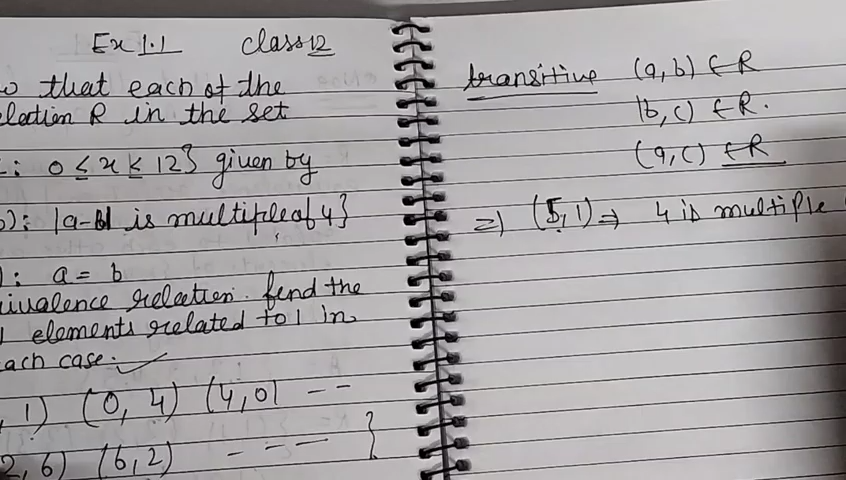 Ex 1.1 class 12
that each of the
Relation R in the set
: 0 ≤ x ≤ 12} given by
): |a-b| is multiple of 4}
): a = b
equivalence relation. fend the
elements related to 1 in
each case.
, 1) (0, 4) (4, 0) - -
2, 6) (6, 2) - - - }
transitive (a, b) ∈ R
(b, c) ∈ R.
(a, c) ∈ R
=) (5, 1) => 4 is multiple